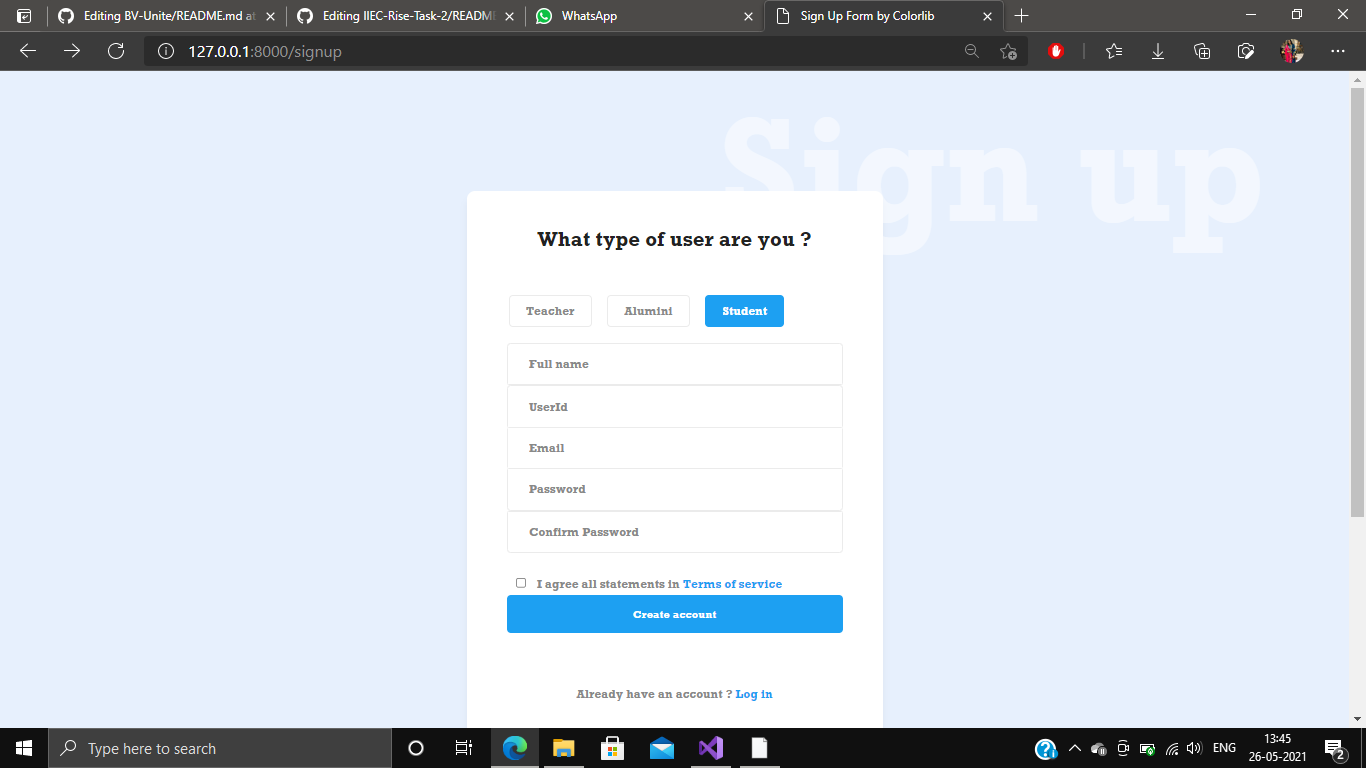 Editing BV-Unite/README.md at
Editing IIEC-Rise-Task-2/README
WhatsApp
Sign Up Form by Colorlib
127.0.0.1:8000/signup
Sign up
What type of user are you ?
Teacher
Alumini
Student
Full name
UserId
Email
Password
Confirm Password
I agree all statements in Terms of service
Create account
Already have an account ? Log in
Type here to search
ENG
13:45
26-05-2021
2